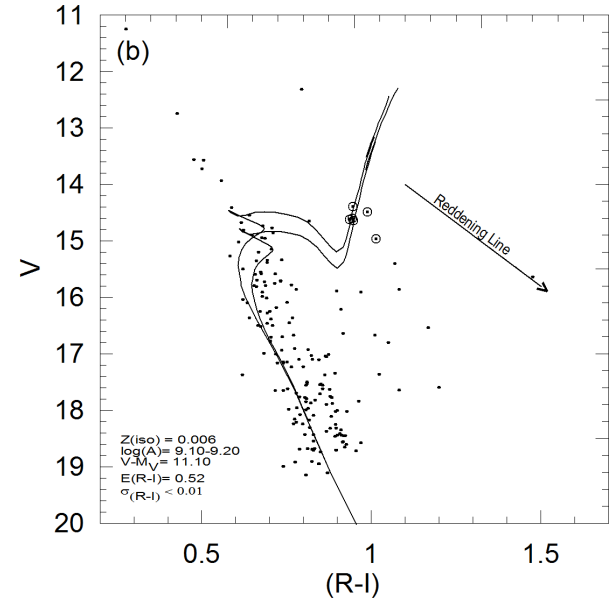 11
(b)
12
13
14
Reddening Line
15
V
16
17
18
Z(iso) = 0.006
log(A)= 9.10-9.20
V-M_V= 11.10
19
E(R-I)= 0.52
σ(R-I) < 0.01
20
0.5 1 1.5
(R-I)